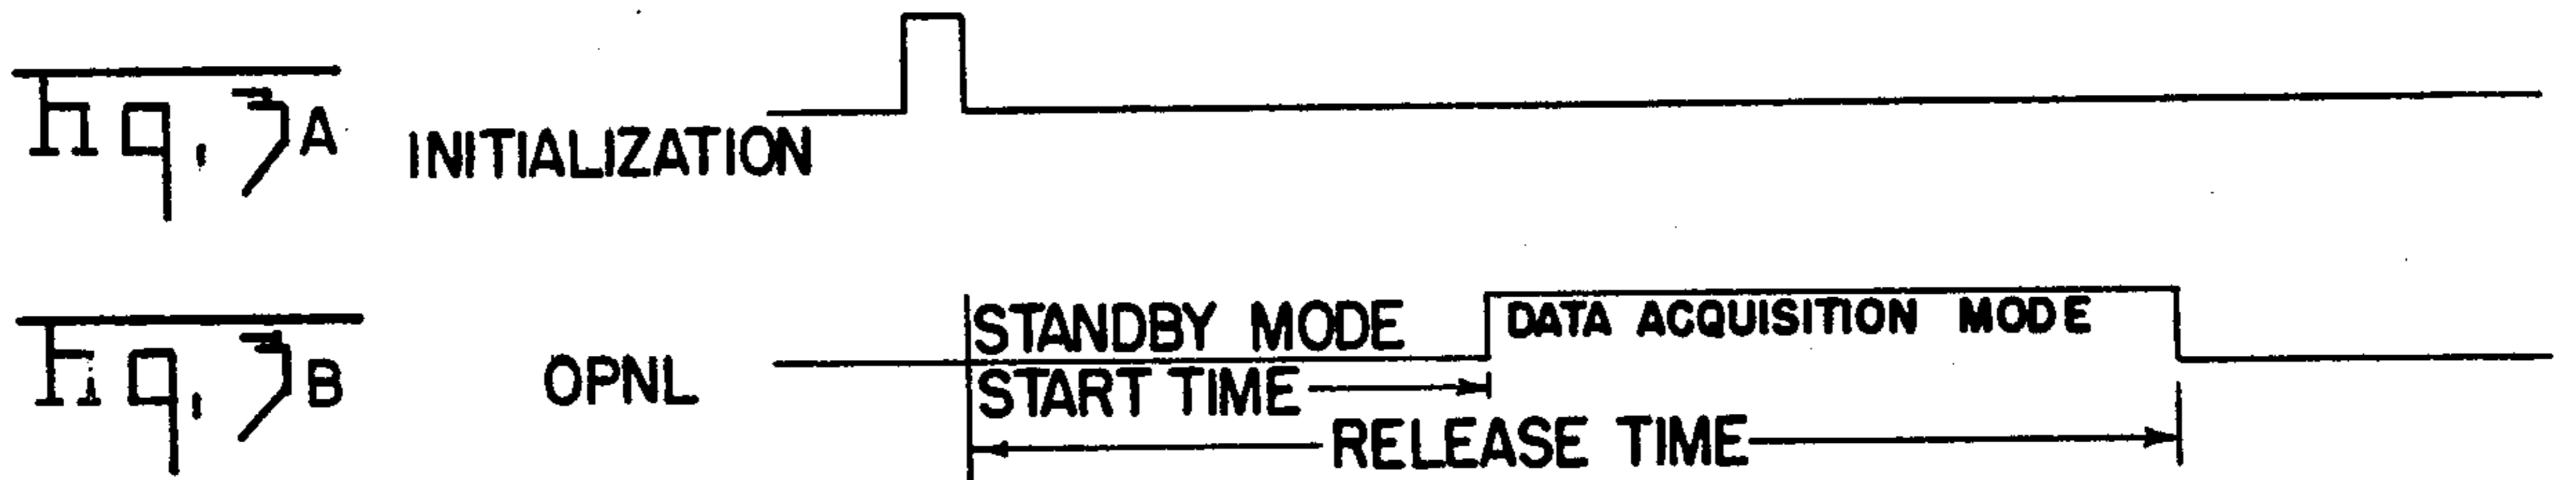 Fig. 7A
INITIALIZATION
Fig. 7B
OPNL
STANDBY MODE
DATA ACQUISITION MODE
START TIME
RELEASE TIME